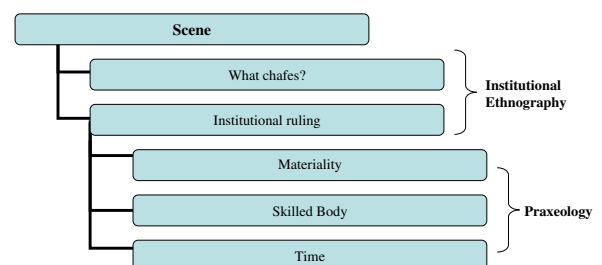 Scene
What chafes?
Institutional
Ethnography
Institutional ruling
Materiality
Skilled Body
Praxeology
Time